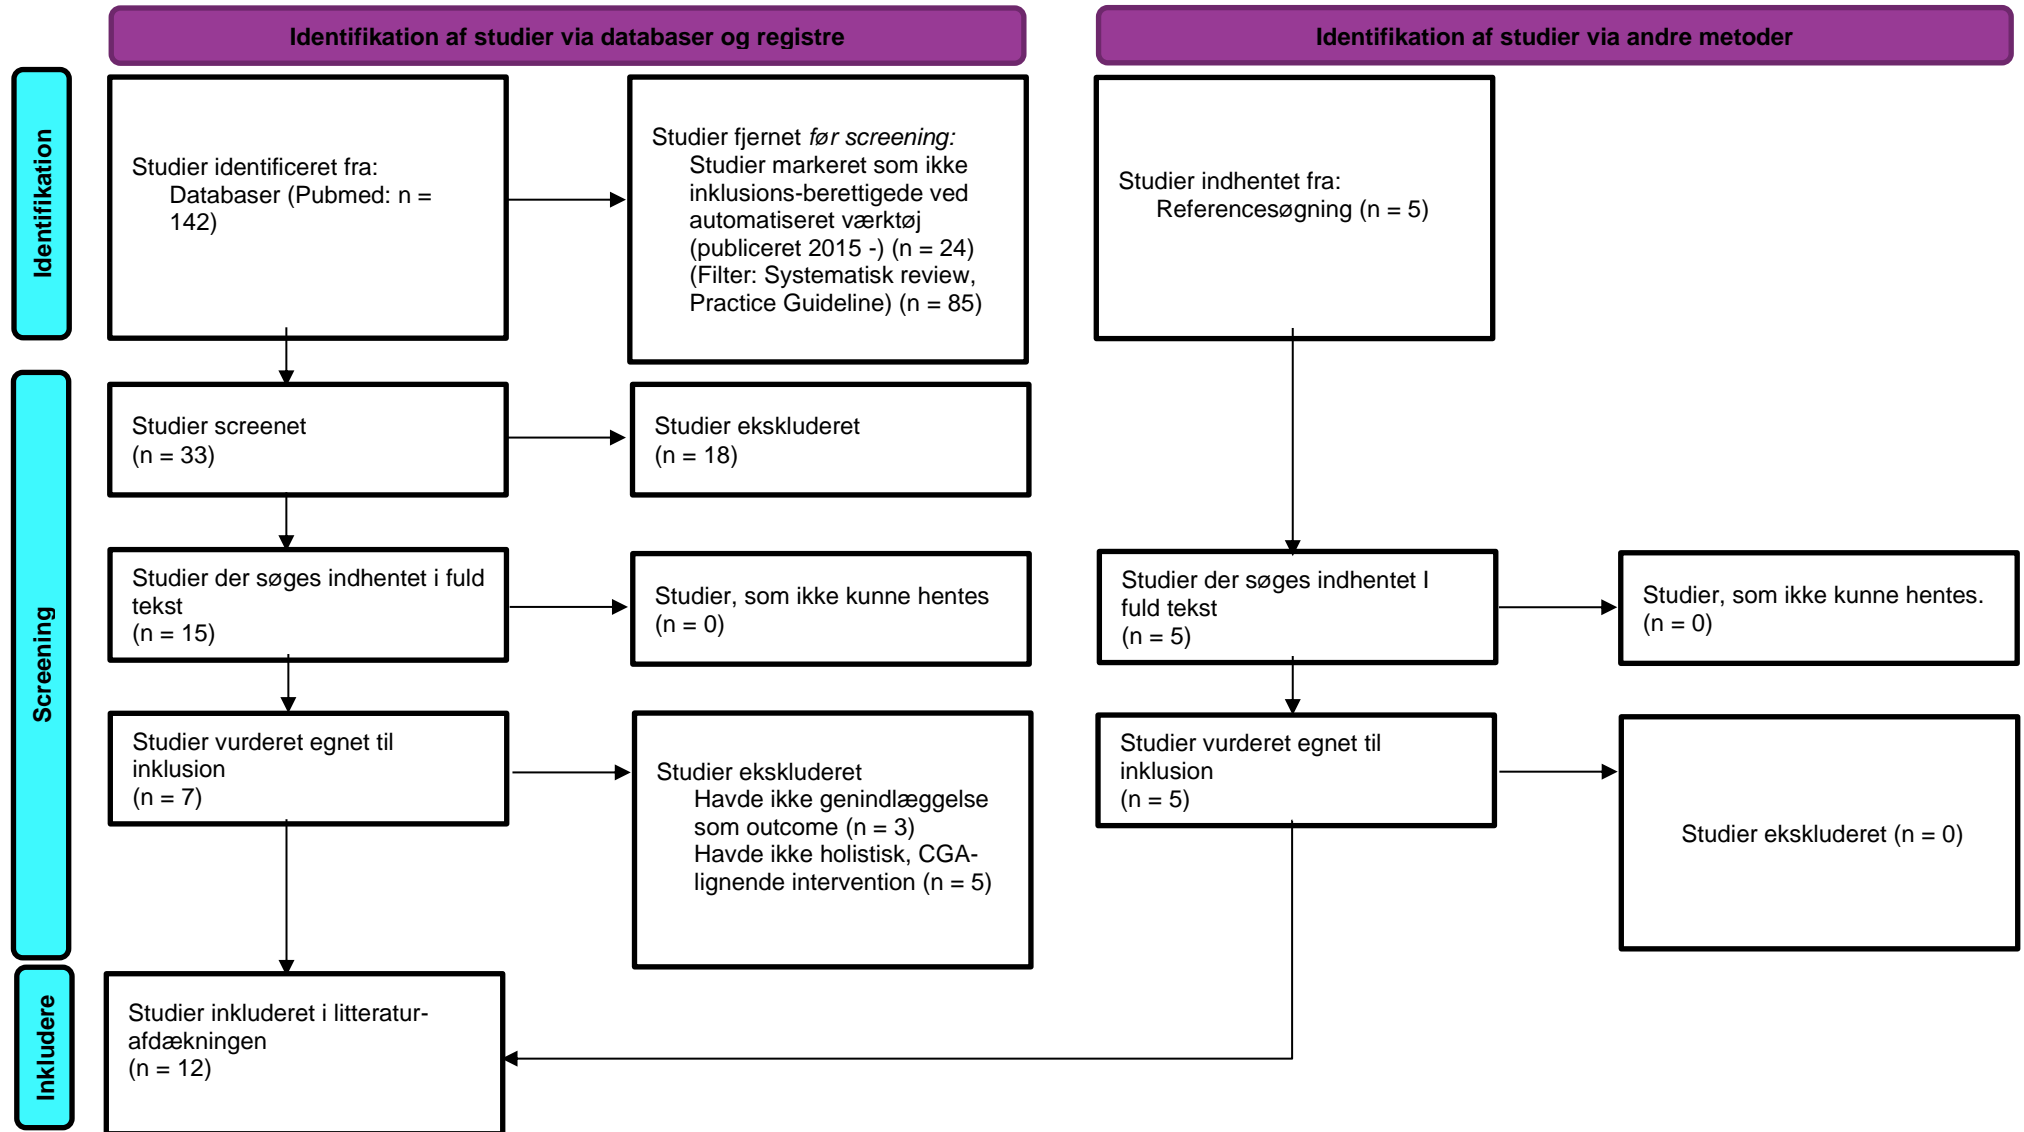 Identifikation af studier via databaser og registre
Identifikation af studier via andre metoder
Identifikation
Studier identificeret fra:
Databaser (Pubmed: n =
142)
Studier fjernet før screening:
Studier markeret som ikke
inklusions-berettigede ved
automatiseret værktøj
(publiceret 2015 -) (n = 24)
(Filter: Systematisk review,
Practice Guideline) (n = 85)
Studier indhentet fra:
Referencesøgning (n = 5)
Screening
Studier screenet
(n = 33)
Studier ekskluderet
(n = 18)
Studier der søges indhentet i fuld
tekst
(n = 15)
Studier, som ikke kunne hentes
(n = 0)
Studier der søges indhentet I
fuld tekst
(n = 5)
Studier, som ikke kunne hentes.
(n = 0)
Studier vurderet egnet til
inklusion
(n = 7)
Studier ekskluderet
Havde ikke genindlæggelse
som outcome (n = 3)
Havde ikke holistisk, CGA-
lignende intervention (n = 5)
Studier vurderet egnet til
inklusion
(n = 5)
Studier ekskluderet (n = 0)
Inkludere
Studier inkluderet i litteratur-
afdækningen
(n = 12)